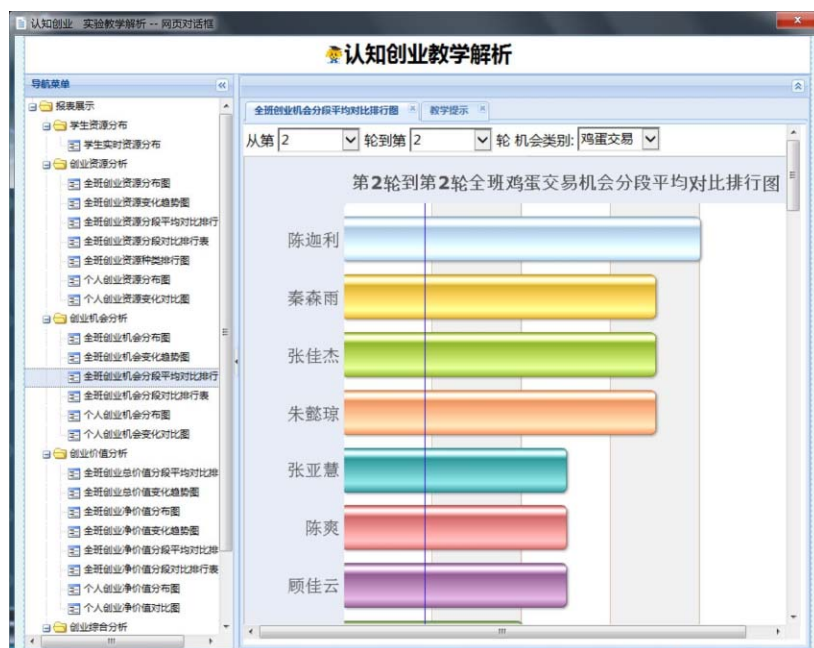 认知创业 实验教学解析 -- 网页对话框
认知创业教学解析
导航菜单
报表展示
学生资源分布
学生实时资源分布
创业资源分析
全班创业资源分布图
全班创业资源变化趋势图
全班创业资源分段平均对比排行
全班创业资源分段对比排行表
全班创业资源种类排行图
个人创业资源分布图
个人创业资源变化对比图
创业机会分析
全班创业机会分布图
全班创业机会变化趋势图
全班创业机会分段平均对比排行
全班创业机会分段对比排行表
个人创业机会分布图
个人创业机会变化对比图
创业价值分析
全班创业总价值分段平均对比排
全班创业总价值变化趋势图
全班创业净价值分布图
全班创业净价值变化趋势图
全班创业净价值分段平均对比排
全班创业净价值分段对比排行表
个人创业净价值分布图
个人创业净价值对比图
创业综合分析
全班创业机会分段平均对比排行图 教学提示
从第 2 轮到第 2 轮 机会类别: 鸡蛋交易
第2轮到第2轮全班鸡蛋交易机会分段平均对比排行图
陈迦利
秦森雨
张佳杰
朱懿琼
张亚慧
陈爽
顾佳云